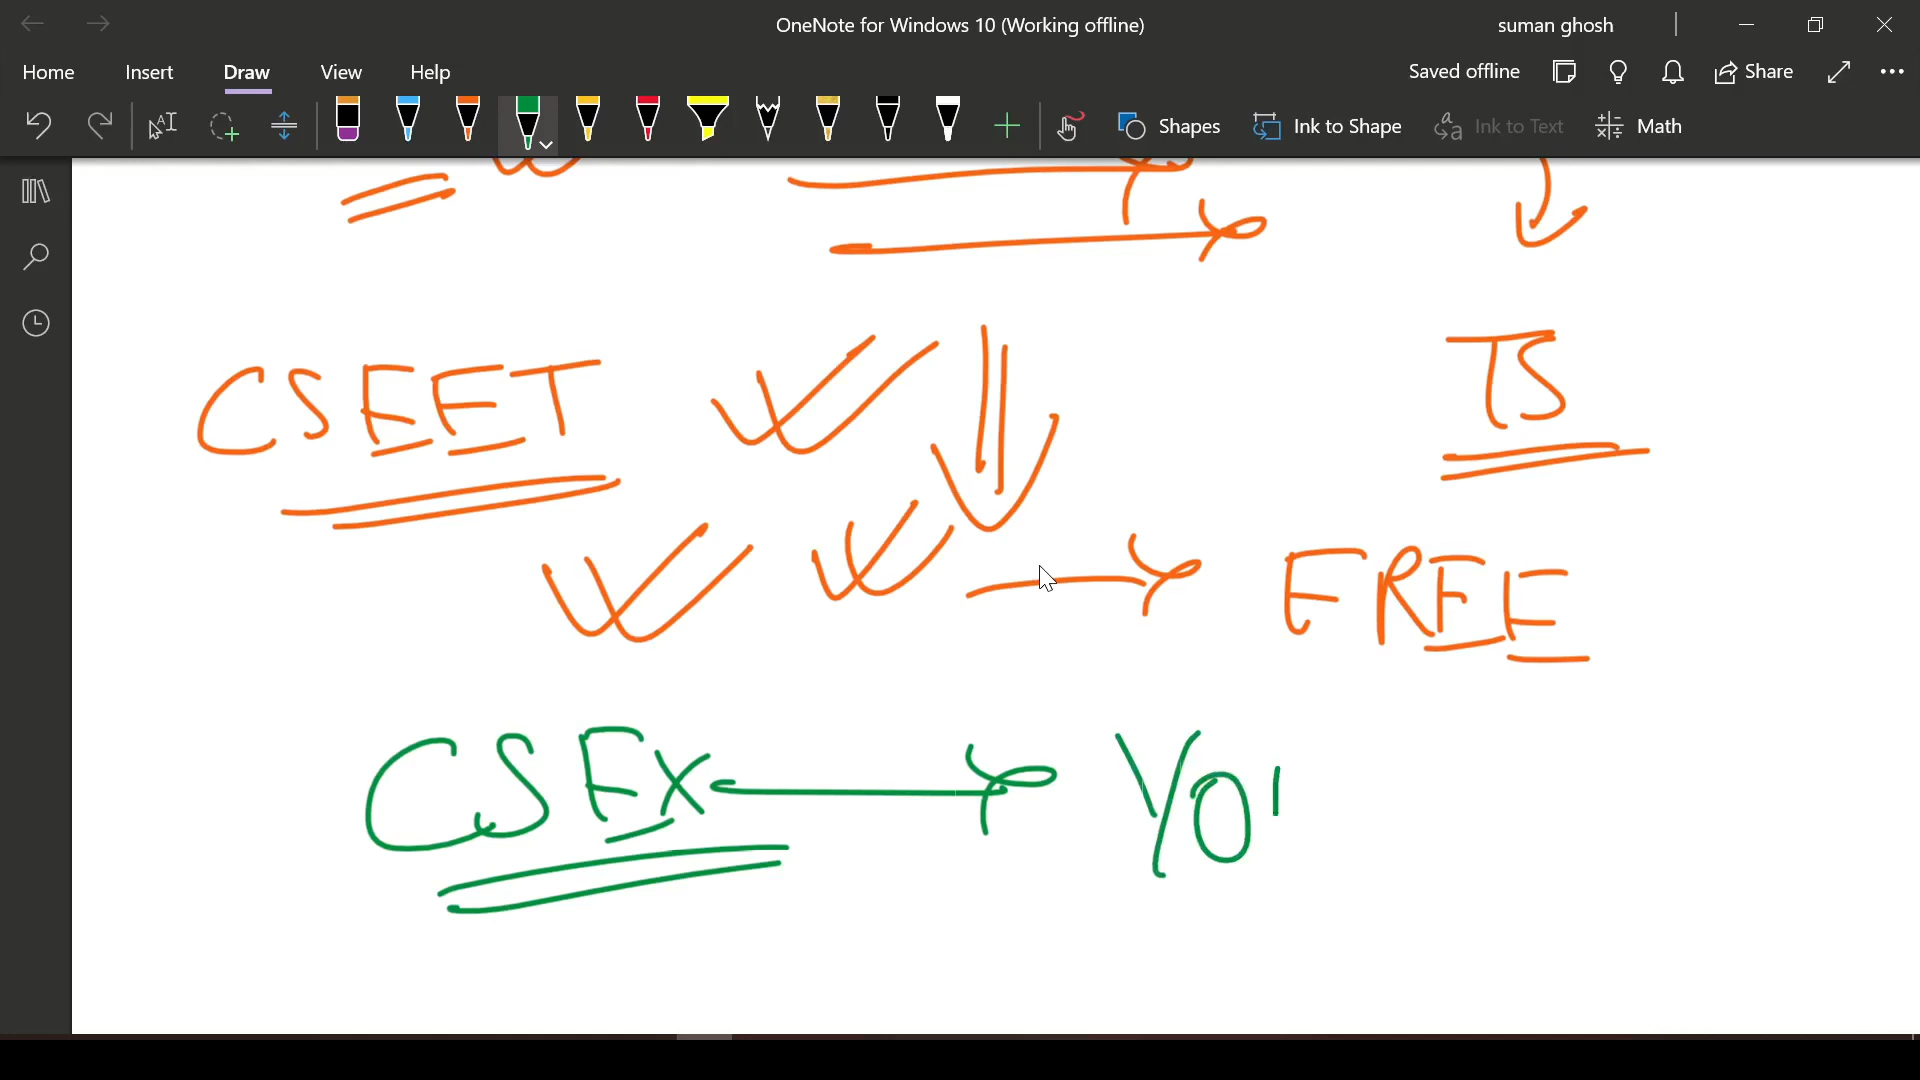 OneNote for Windows 10 (Working offline)
suman ghosh
Home Insert Draw View Help
Saved offline Share
Shapes Ink to Shape Ink to Text Math
CSEET TS
FREE
CSEX YO